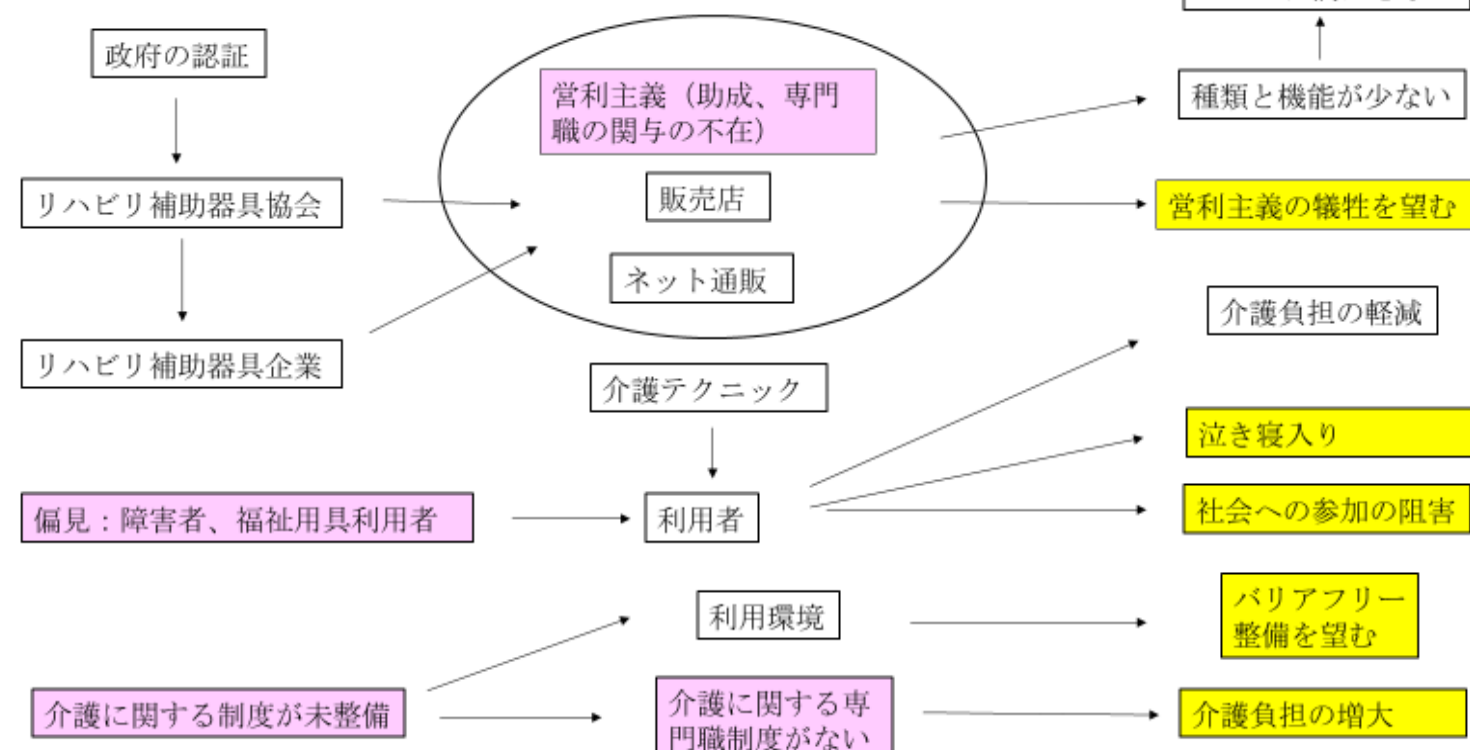 政府の認証
営利主義（助成、専門
職の関与の不在）
種類と機能が少ない
リハビリ補助器具協会
販売店
営利主義の犠牲を望む
ネット通販
介護負担の軽減
リハビリ補助器具企業
介護テクニック
泣き寝入り
偏見：障害者、福祉用具利用者
利用者
社会への参加の阻害
利用環境
バリアフリー
整備を望む
介護に関する制度が未整備
介護に関する専
門職制度がない
介護負担の増大